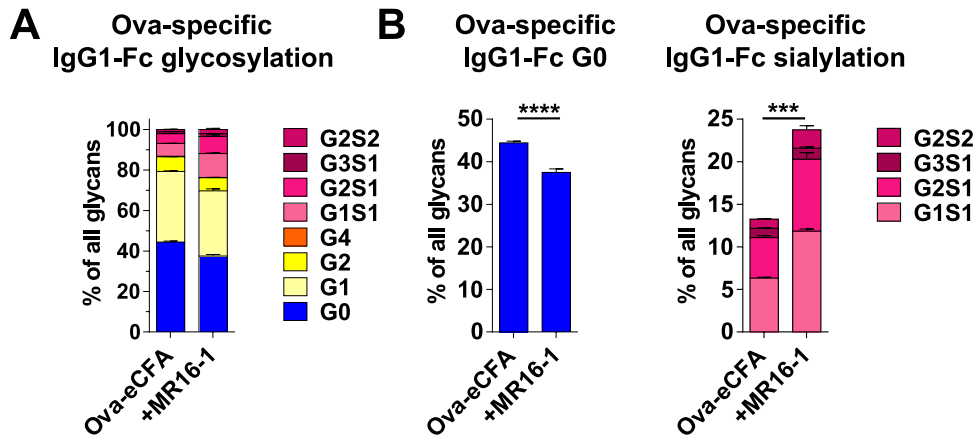 A
Ova-specific
IgG1-Fc glycosylation
% of all glycans
100
80
60
40
20
0
Ova-eCFA
+MR16-1
G2S2
G3S1
G2S1
G1S1
G4
G2
G1
G0
B
Ova-specific
IgG1-Fc G0
% of all glycans
50
40
30
20
10
0
****
Ova-eCFA
+MR16-1
Ova-specific
IgG1-Fc sialylation
% of all glycans
25
20
15
10
5
0
***
Ova-eCFA
+MR16-1
G2S2
G3S1
G2S1
G1S1